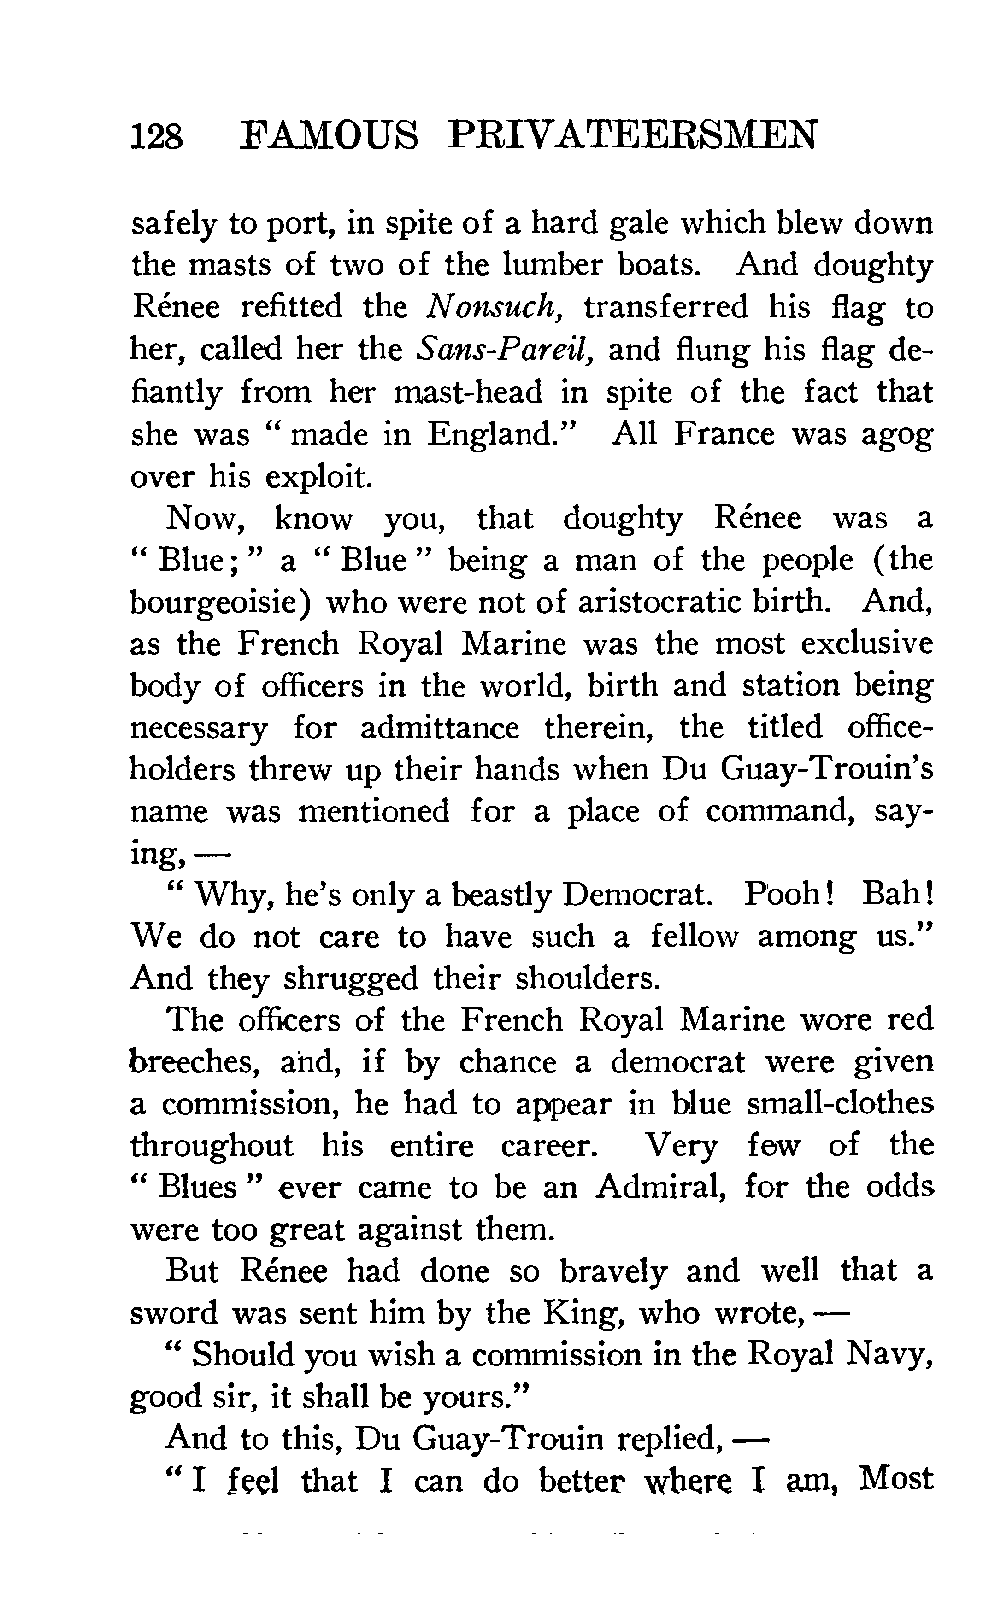 128 FAMOUS PRIVATEERSMEN
safely to port, in spite of a hard gale which blew down
the masts of two of the lumber boats. And doughty
Rénee refitted the Nonsuch, transferred his flag to
her, called her the Sans-Pareil, and flung his flag de-
fiantly from her mast-head in spite of the fact that
she was “ made in England.” All France was agog
over his exploit.
Now, know you, that doughty Rénee was a
“ Blue; ” a “ Blue ” being a man of the people (the
bourgeoisie) who were not of aristocratic birth. And,
as the French Royal Marine was the most exclusive
body of officers in the world, birth and station being
necessary for admittance therein, the titled office-
holders threw up their hands when Du Guay-Trouin’s
name was mentioned for a place of command, say-
ing, —
“ Why, he’s only a beastly Democrat. Pooh! Bah!
We do not care to have such a fellow among us.”
And they shrugged their shoulders.
The officers of the French Royal Marine wore red
breeches, and, if by chance a democrat were given
a commission, he had to appear in blue small-clothes
throughout his entire career. Very few of the
“ Blues ” ever came to be an Admiral, for the odds
were too great against them.
But Rénee had done so bravely and well that a
sword was sent him by the King, who wrote, —
“ Should you wish a commission in the Royal Navy,
good sir, it shall be yours.”
And to this, Du Guay-Trouin replied, —
“ I feel that I can do better where I am, Most